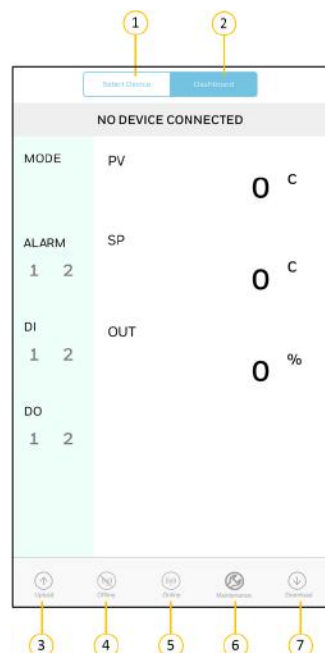 1 2
Select Device Dashboard
NO DEVICE CONNECTED
MODE
PV
0 C
ALARM
1 2
SP
0 C
DI
1 2
OUT
0 %
DO
1 2
Upload Offline Online Maintenance Download
3 4 5 6 7